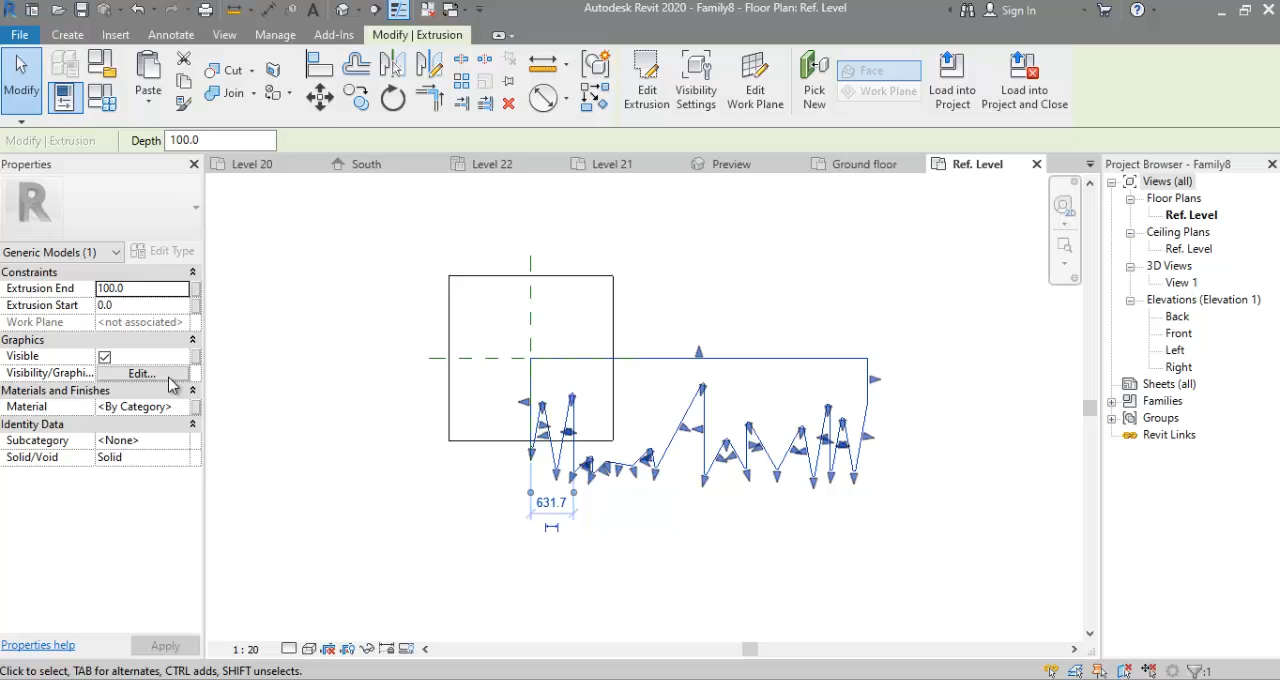 Autodesk Revit 2020 - Family8 - Floor Plan: Ref. Level
Sign In
File Create Insert Annotate View Manage Add-Ins Modify | Extrusion
Modify
Paste
Cut
Join
Edit Extrusion
Visibility Settings
Edit Work Plane
Pick New
Face
Work Plane
Load into Project
Load into Project and Close
Modify | Extrusion Depth 100.0
Properties
Level 20 South Level 22 Level 21 Preview Ground floor Ref. Level
Project Browser - Family8
Generic Models (1) Edit Type
Constraints
Extrusion End 100.0
Extrusion Start 0.0
Work Plane <not associated>
Graphics
Visible
Visibility/Graphi... Edit...
Materials and Finishes
Material <By Category>
Identity Data
Subcategory <None>
Solid/Void Solid
631.7
2D
Views (all)
Floor Plans
Ref. Level
Ceiling Plans
Ref. Level
3D Views
View 1
Elevations (Elevation 1)
Back
Front
Left
Right
Sheets (all)
Families
Groups
Revit Links
Properties help Apply
1 : 20
Click to select, TAB for alternates, CTRL adds, SHIFT unselects.
:1